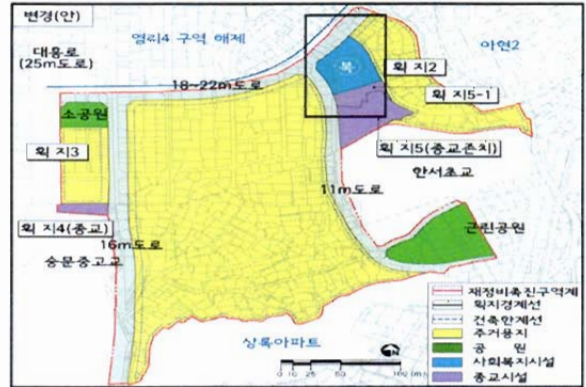 변경(안)
대흥로
(25m도로)
염리4 구역 해제
아현2
18~22m도로
복
획 지2
획 지5-1
소공원
획 지3
획 지5(종교존치)
한서초교
11m도로
획 지4(종교)
16m도로
숭문중고교
근린공원
상록아파트
재정비촉진구역계
획지경계선
건축한계선
주거용지
공 원
사회복지시설
종교시설
0 10 25 50 100 (m)